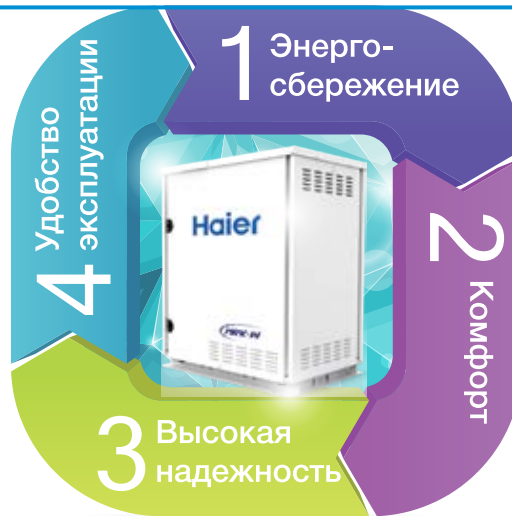 1 Энерго-
сбережение
2 Комфорт
3 Высокая
надежность
4 Удобство
эксплуатации
Haier